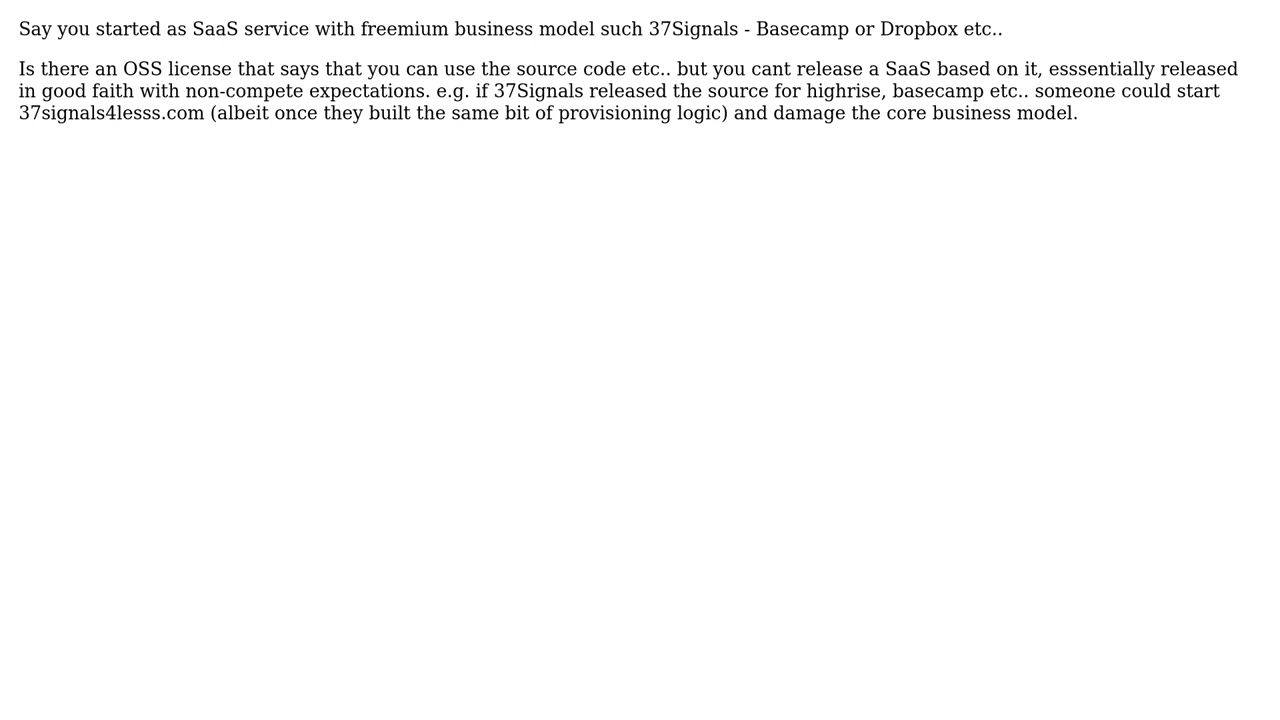 Say you started as SaaS service with freemium business model such 37Signals - Basecamp or Dropbox etc..
Is there an OSS license that says that you can use the source code etc.. but you cant release a SaaS based on it, esssentially released
in good faith with non-compete expectations. e.g. if 37Signals released the source for highrise, basecamp etc.. someone could start
37signals4lesss.com (albeit once they built the same bit of provisioning logic) and damage the core business model.